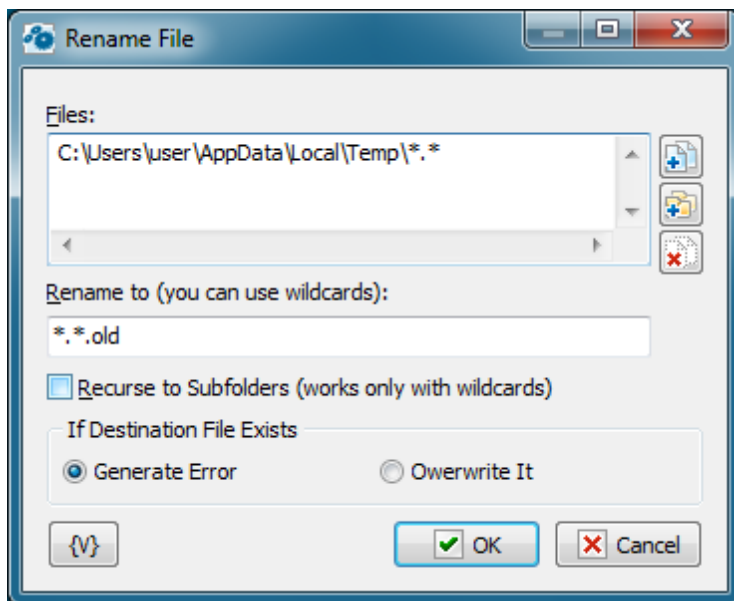 Rename File
Files:
C:\Users\user\AppData\Local\Temp\*.*
Rename to (you can use wildcards):
*.*.old
Recurse to Subfolders (works only with wildcards)
If Destination File Exists
Generate Error
Owerwrite It
{V}
OK
Cancel